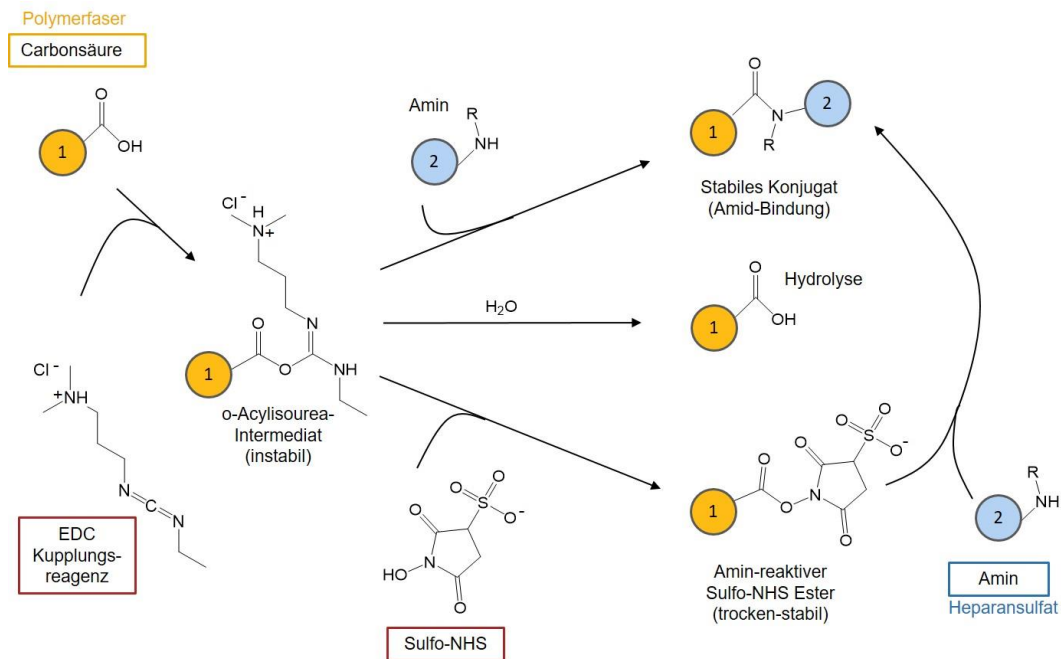 Polymerfaser
Carbonsäure
O
OH
1
Amin
R
NH
2
O
N
R
1
2
Stabiles Konjugat
(Amid-Bindung)
Cl⁻
H
N
+
N
O
O
NH
1
o-Acylisourea-
Intermediat
(instabil)
H₂O
O
OH
1
Hydrolyse
Cl⁻
+
NH
N
C
N
EDC
Kupplungs-
reagenz
O
O
S
O⁻
O
N
HO
O
Sulfo-NHS
O
O
S
O⁻
O
O
O
N
O
1
Amin-reaktiver
Sulfo-NHS Ester
(trocken-stabil)
R
NH
2
Amin
Heparansulfat